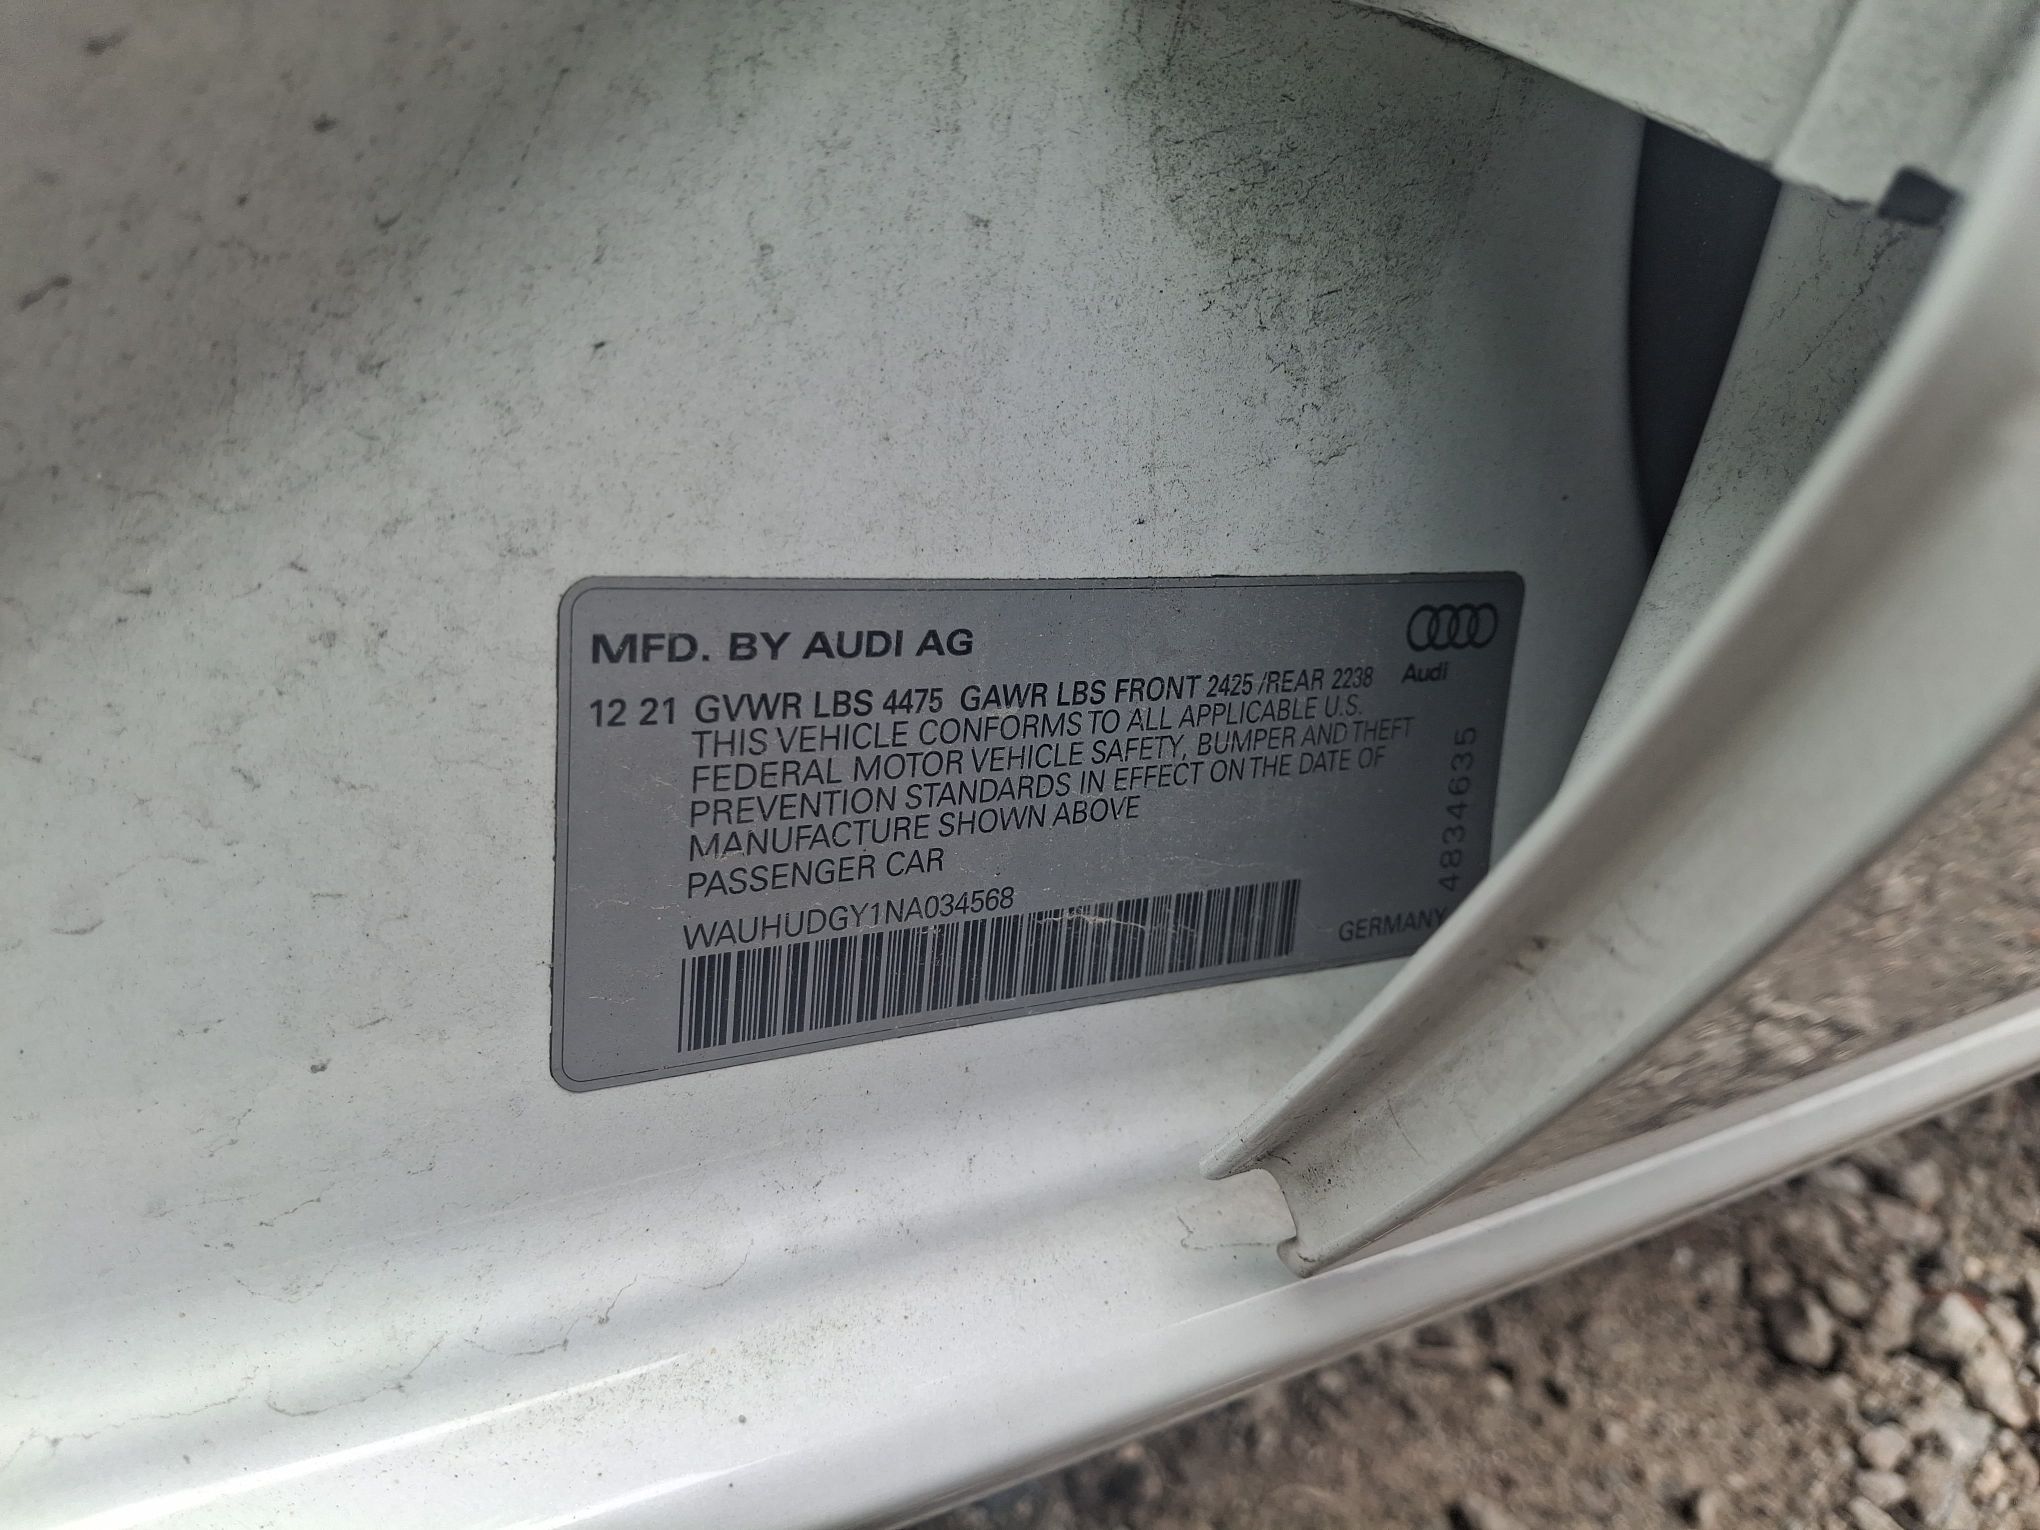 MFD. BY AUDI AG
Audi
12 21 GVWR LBS 4475 GAWR LBS FRONT 2425 /REAR 2238
THIS VEHICLE CONFORMS TO ALL APPLICABLE U.S.
FEDERAL MOTOR VEHICLE SAFETY, BUMPER AND THEFT
PREVENTION STANDARDS IN EFFECT ON THE DATE OF
MANUFACTURE SHOWN ABOVE
PASSENGER CAR
WAUHUDGY1NA034568
GERMANY
4834635